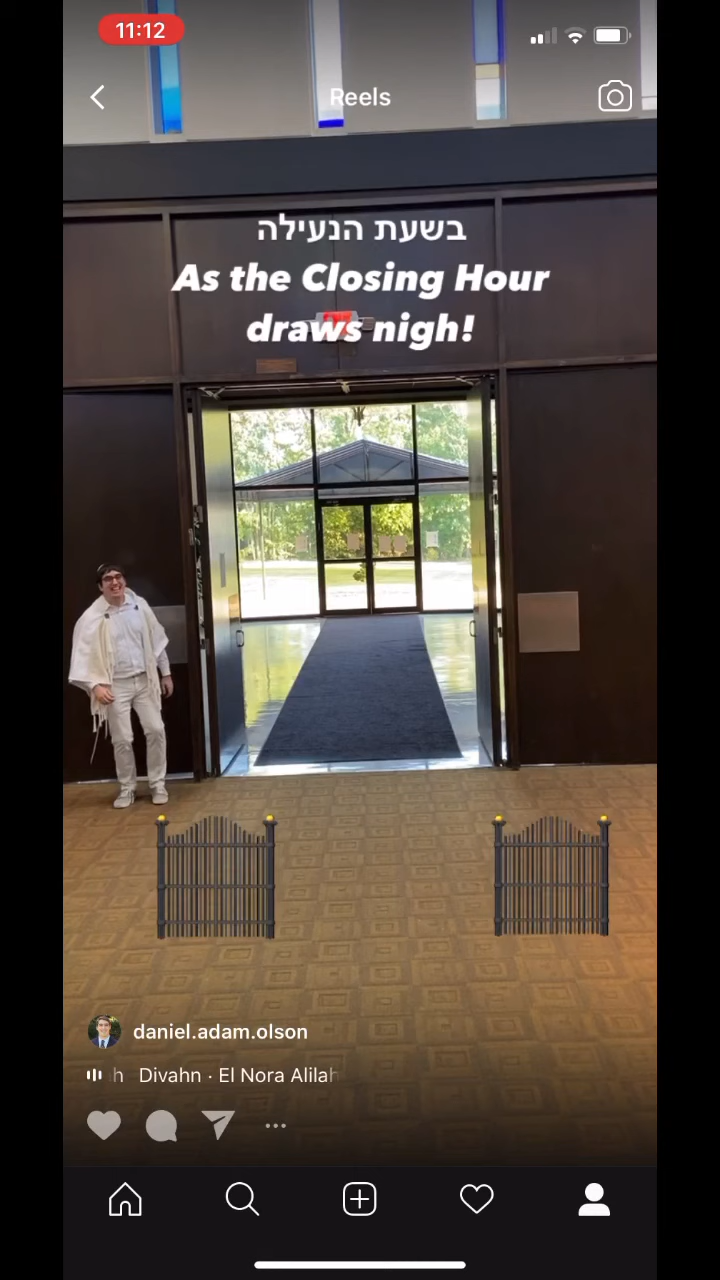 11:12
Reels
בשעת הנעילה
As the Closing Hour
draws nigh!
daniel.adam.olson
h Divahn · El Nora Alilah